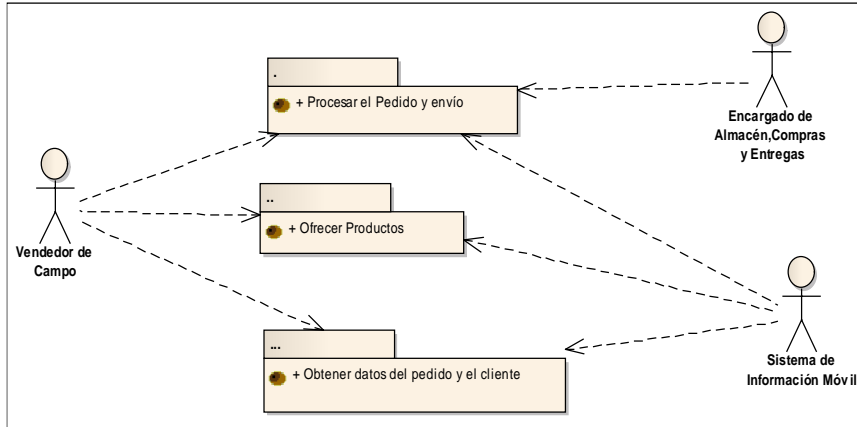 .
+ Procesar el Pedido y envío
Encargado de
Almacén,Compras
y Entregas
..
+ Ofrecer Productos
Vendedor de
Campo
...
+ Obtener datos del pedido y el cliente
Sistema de
Información Móvil